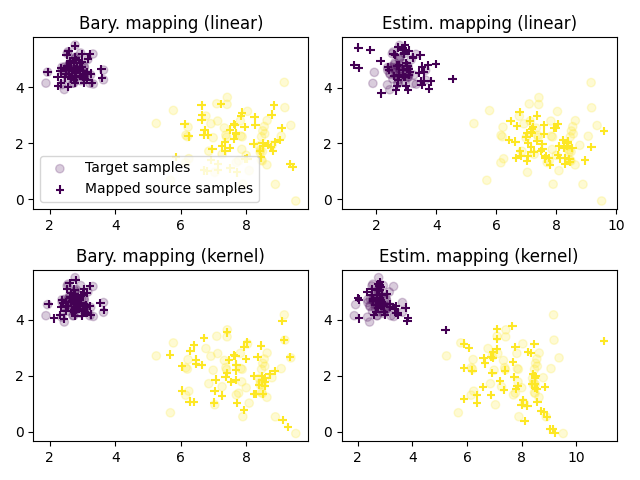 Bary. mapping (linear)
Estim. mapping (linear)
4
2
0
Target samples
Mapped source samples
2 4 6 8
4
2
0
2 4 6 8 10
Bary. mapping (kernel)
Estim. mapping (kernel)
4
2
0
2 4 6 8
4
2
0
2 4 6 8 10